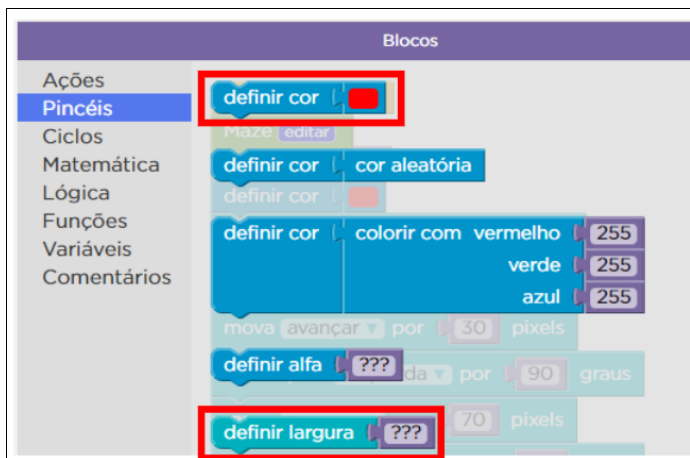 Blocos
Ações
Pincéis
Ciclos
Matemática
Lógica
Funções
Variáveis
Comentários
definir cor
Maze editar
definir cor cor aleatória
definir cor
definir cor colorir com vermelho 255
verde 255
azul 255
mova avançar por 30 pixels
definir alfa ???
da por 90 graus
70 pixels
definir largura ???